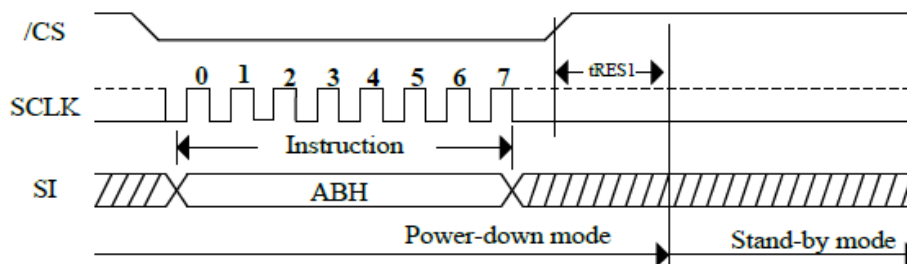 /CS
tRES1
0 1 2 3 4 5 6 7
SCLK
Instruction
SI
ABH
Power-down mode
Stand-by mode